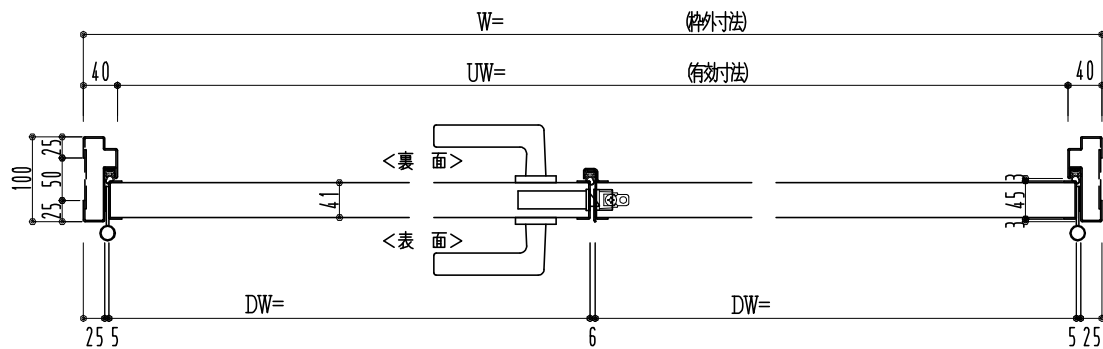 W= (枠外寸法)
40 UW= (有効寸法) 40
25
<裏 面>
100 50 41 3 45
25 3
<表 面>
DW= DW=
25 5 6 5 25